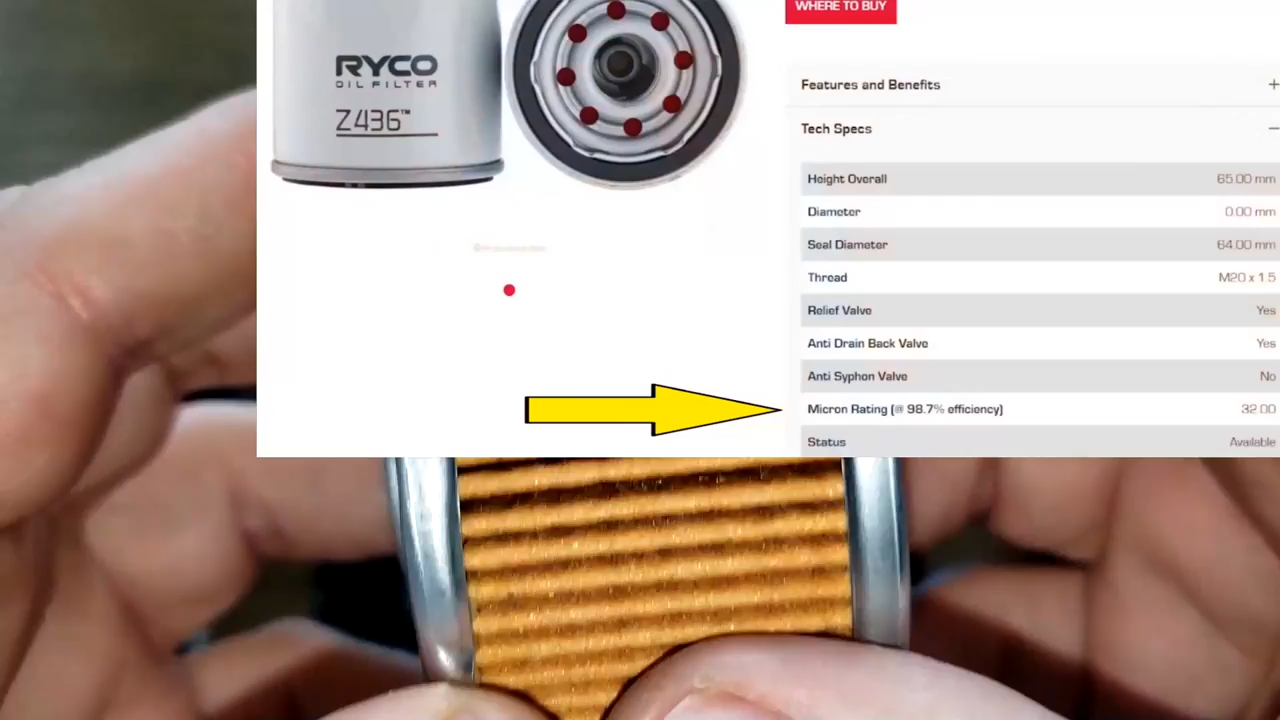 WHERE TO BUY
RYCO
OIL FILTER
Z436™
Features and Benefits +
Tech Specs −
Height Overall 65.00 mm
Diameter 0.00 mm
Seal Diameter 64.00 mm
Thread M20 x 1.5
Relief Valve Yes
Anti Drain Back Valve Yes
Anti Syphon Valve No
Micron Rating (@ 98.7% efficiency) 32.00
Status Available